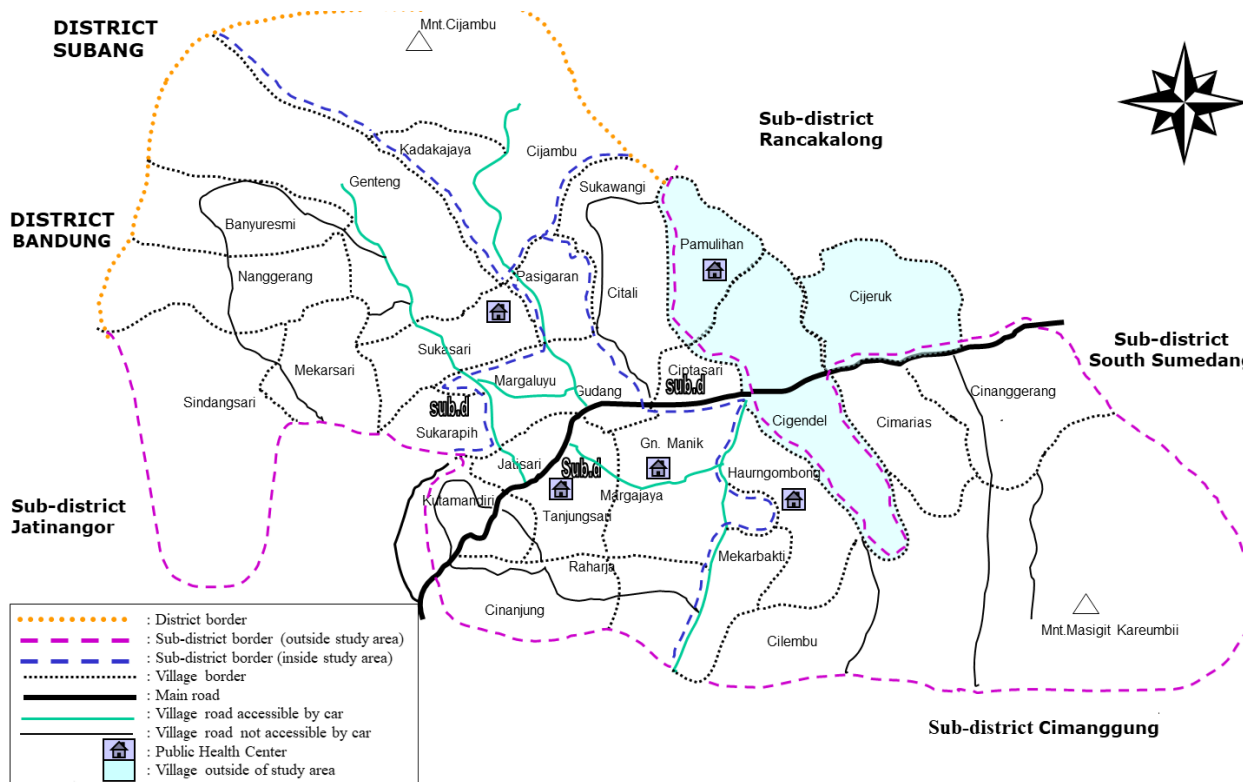 DISTRICT
SUBANG
Mnt.Cijambu
Sub-district
Rancakalong
Kadakajaya
Cijambu
Genteng
Sukawangi
DISTRICT
BANDUNG
Banyuresmi
Pamulihan
Nanggerang
Pasigaran
Citali
Cijeruk
Sukasari
Sub-district
South Sumedang
Mekarsari
Margaluyu
Ciptasari
sub.d
Gudang
Cinanggerang
Sindangsari
sub.d
Sukarapih
Cigendel
Cimarias
Gn. Manik
Jatisari
Sub.d
Haurngombong
Sub-district
Jatinangor
Kutamandiri
Margajaya
Tanjungsari
Mekarbakti
Raharja
Cinanjung
Cilembu
Mnt.Masigit Kareumbii
Sub-district Cimanggung
: District border
: Sub-district border (outside study area)
: Sub-district border (inside study area)
: Village border
: Main road
: Village road accessible by car
: Village road not accessible by car
: Public Health Center
: Village outside of study area